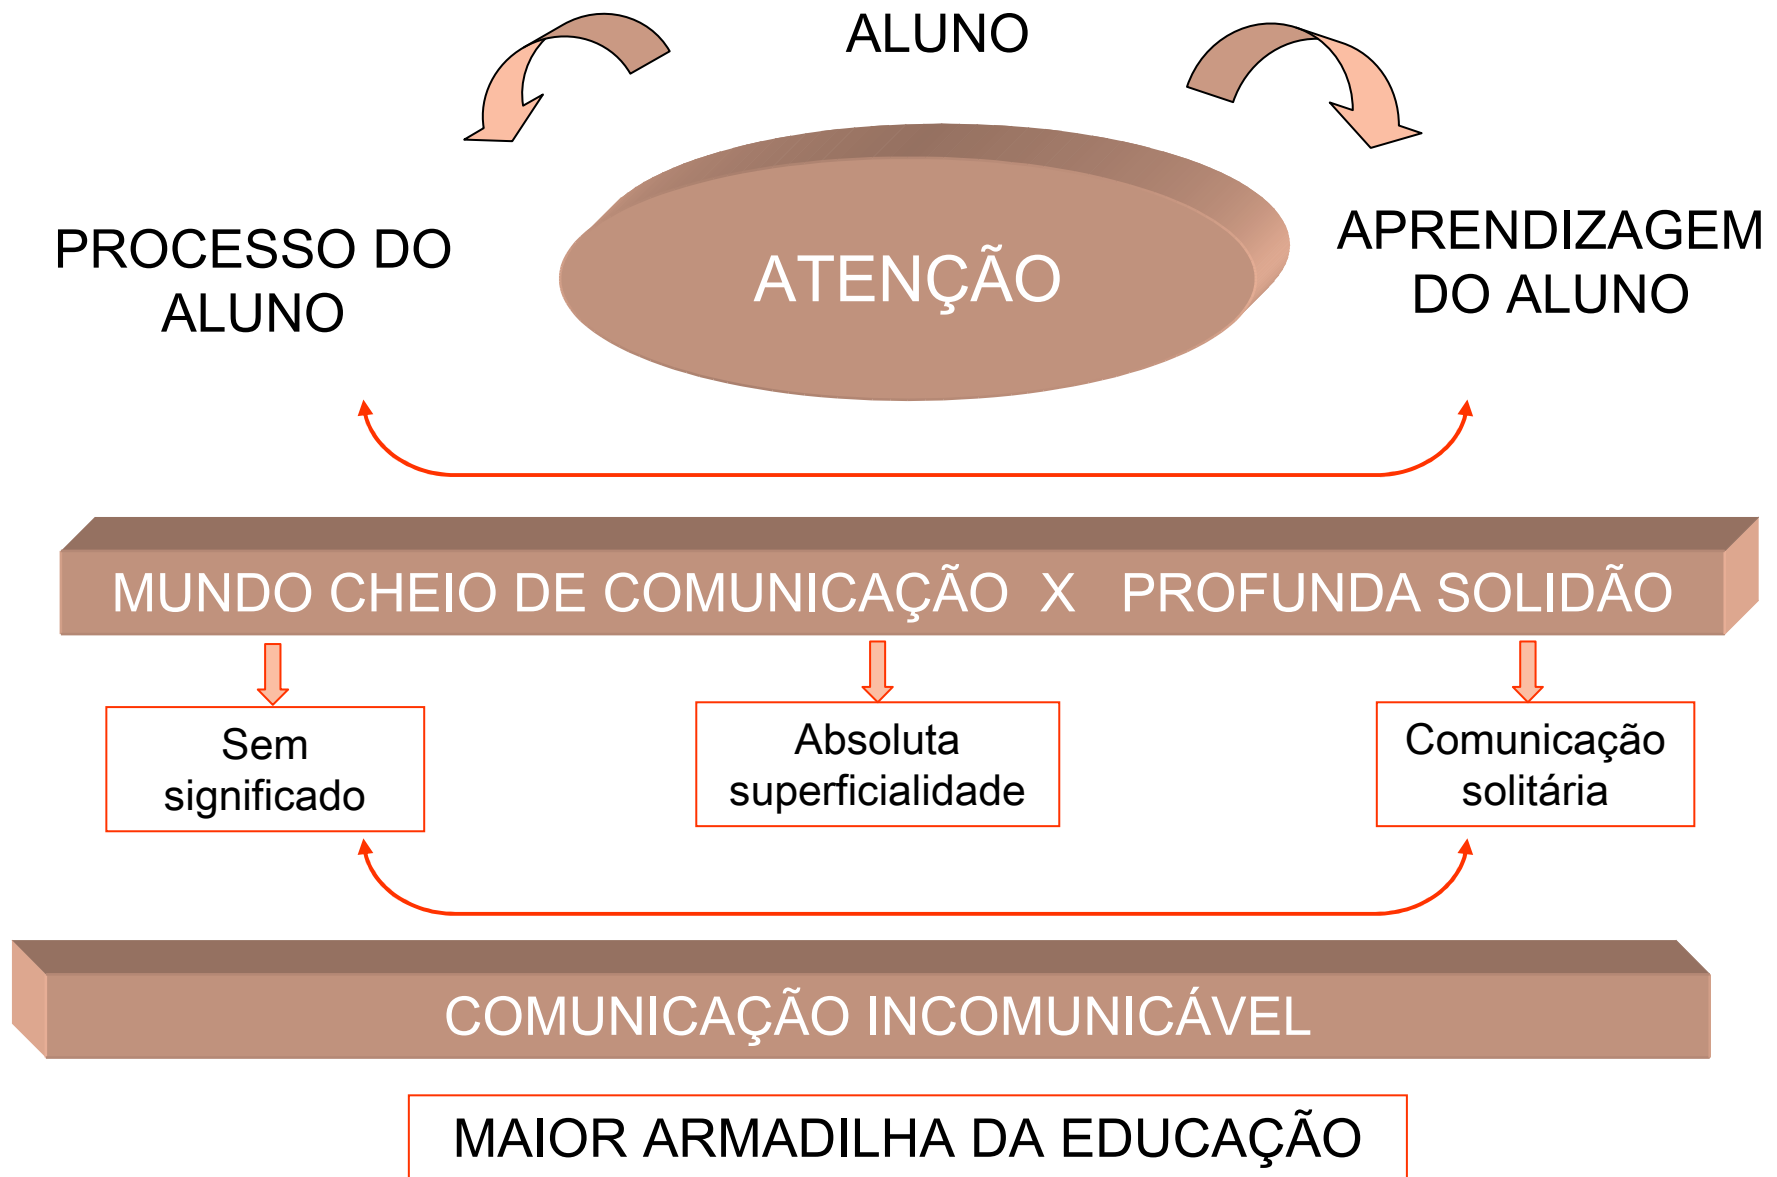 ALUNO
PROCESSO DO
ALUNO
ATENÇÃO
APRENDIZAGEM
DO ALUNO
MUNDO CHEIO DE COMUNICAÇÃO X PROFUNDA SOLIDÃO
Sem
significado
Absoluta
superficialidade
Comunicação
solitária
COMUNICAÇÃO INCOMUNICÁVEL
MAIOR ARMADILHA DA EDUCAÇÃO